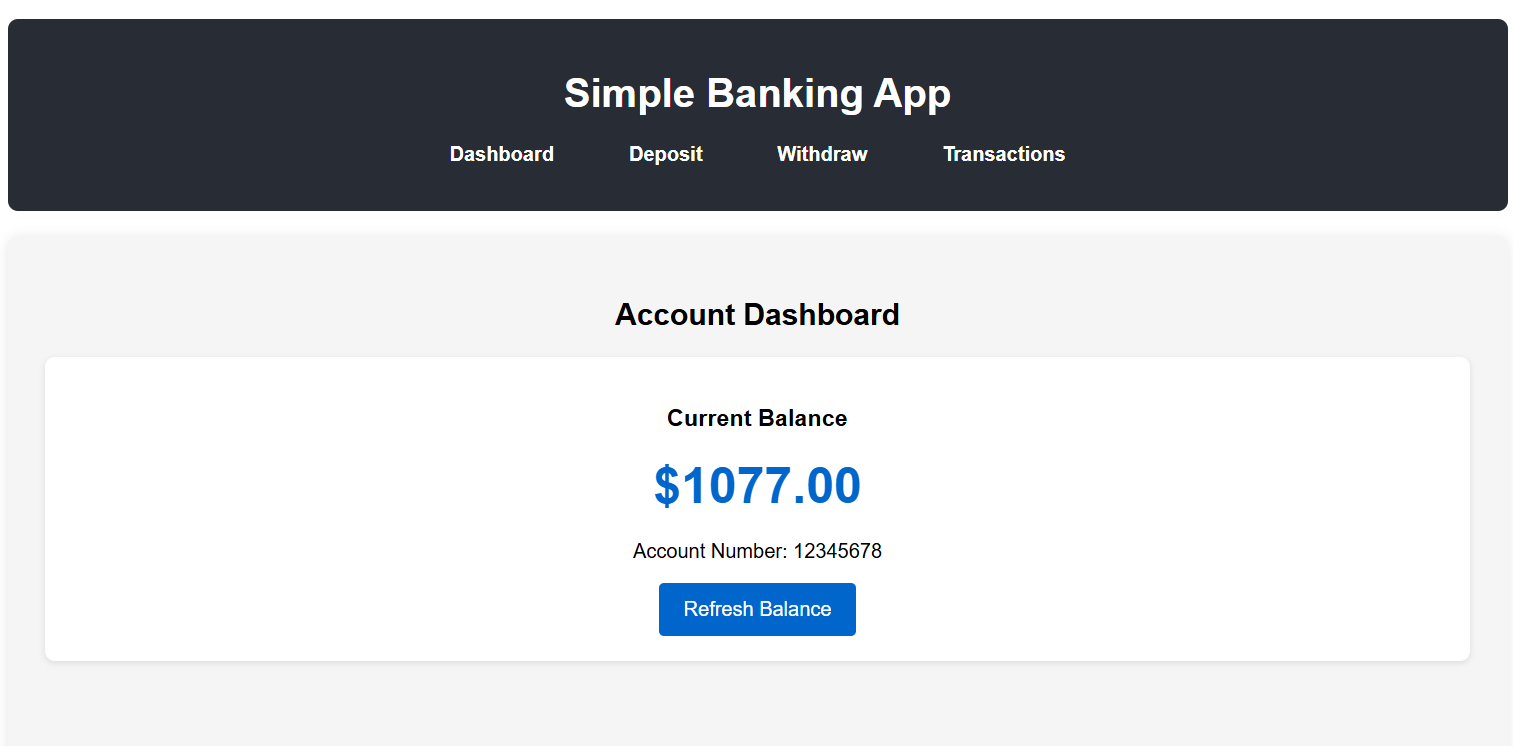 Simple Banking App
Dashboard Deposit Withdraw Transactions
Account Dashboard
Current Balance
$1077.00
Account Number: 12345678
Refresh Balance